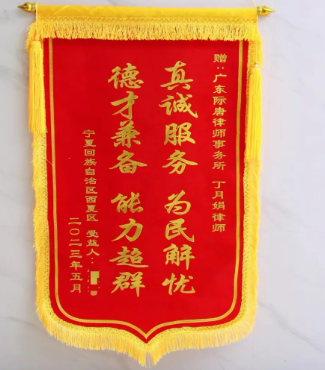 赠:广东际唐律师事务所 丁月娟律师
真诚服务 为民解忧
德才兼备 能力超群
宁夏回族自治区西夏区 受益人:
二〇二三年五月